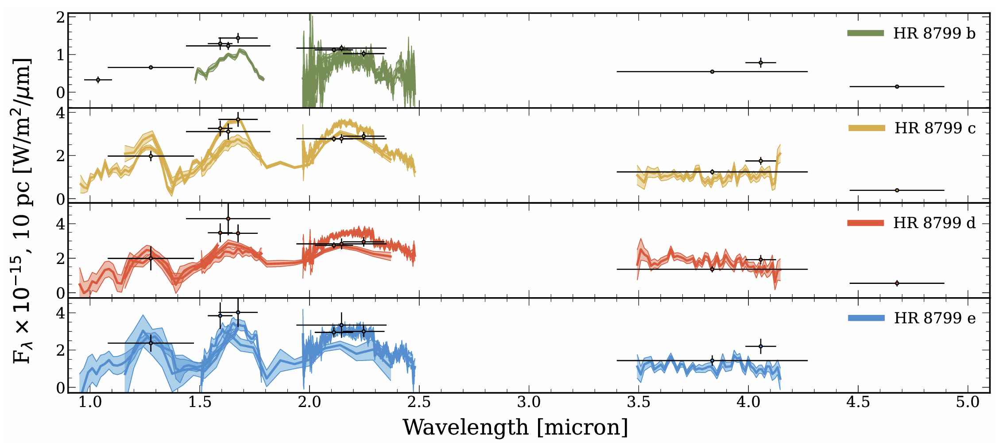 F_λ × 10^−15, 10 pc [W/m²/μm]
2
1
0
HR 8799 b
4
2
0
HR 8799 c
4
2
0
HR 8799 d
4
2
0
HR 8799 e
1.0 1.5 2.0 2.5 3.0 3.5 4.0 4.5 5.0
Wavelength [micron]